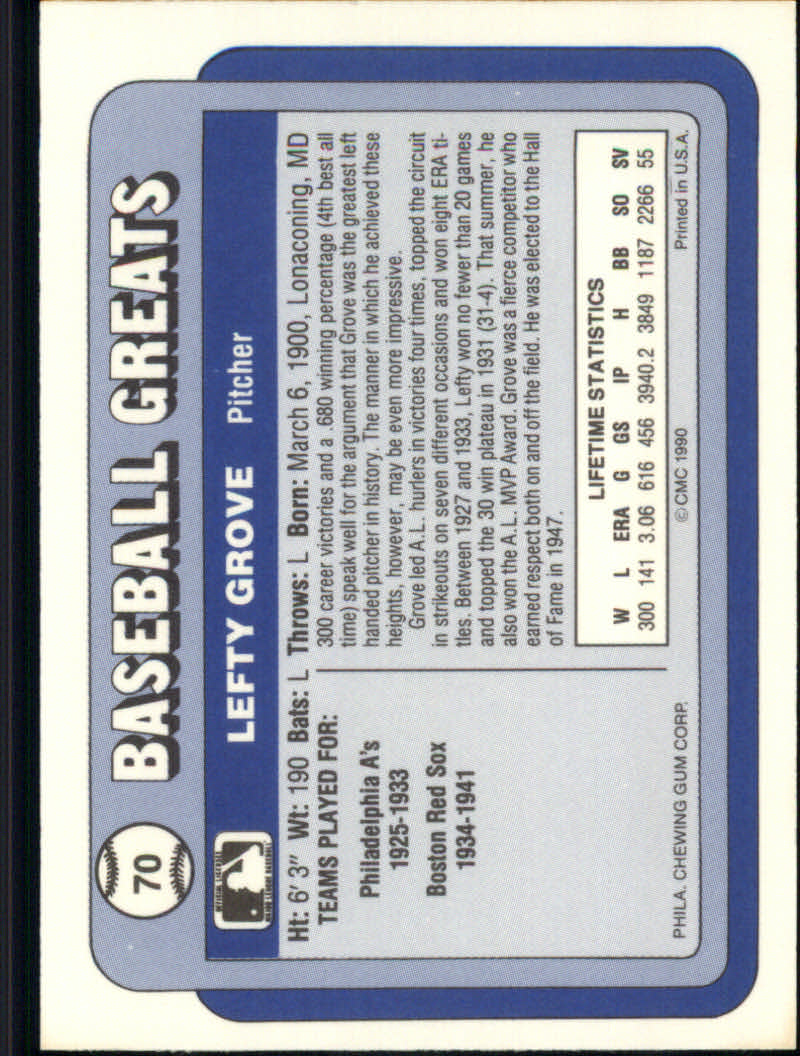 70
BASEBALL GREATS
LEFTY GROVE Pitcher
Ht: 6' 3" Wt: 190 Bats: L Throws: L Born: March 6, 1900, Lonaconing, MD
TEAMS PLAYED FOR:
Philadelphia A's
1925-1933
Boston Red Sox
1934-1941
300 career victories and a .680 winning percentage (4th best all
time) speak well for the argument that Grove was the greatest left
handed pitcher in history. The manner in which he achieved these
heights, however, may be even more impressive.
Grove led A.L. hurlers in victories four times, topped the circuit
in strikeouts on seven different occasions and won eight ERA ti-
tles. Between 1927 and 1933, Lefty won no fewer than 20 games
and topped the 30 win plateau in 1931 (31-4). That summer, he
also won the A.L. MVP Award. Grove was a fierce competitor who
earned respect both on and off the field. He was elected to the Hall
of Fame in 1947.
LIFETIME STATISTICS
W L ERA G GS IP H BB SO SV
300 141 3.06 616 456 3940.2 3849 1187 2266 55
PHILA. CHEWING GUM CORP. © CMC 1990 Printed in U.S.A.